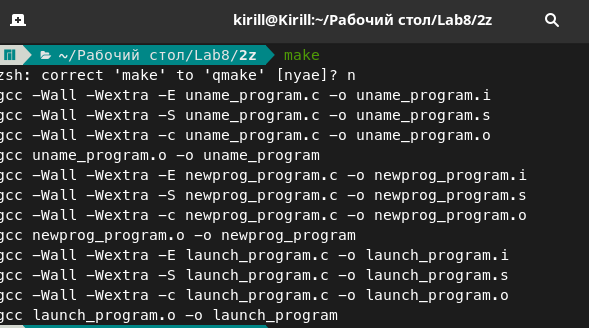 kirill@Kirill:~/Рабочий стол/Lab8/2z
~/Рабочий стол/Lab8/2z make
zsh: correct 'make' to 'qmake' [nyae]? n
gcc -Wall -Wextra -E uname_program.c -o uname_program.i
gcc -Wall -Wextra -S uname_program.c -o uname_program.s
gcc -Wall -Wextra -c uname_program.c -o uname_program.o
gcc uname_program.o -o uname_program
gcc -Wall -Wextra -E newprog_program.c -o newprog_program.i
gcc -Wall -Wextra -S newprog_program.c -o newprog_program.s
gcc -Wall -Wextra -c newprog_program.c -o newprog_program.o
gcc newprog_program.o -o newprog_program
gcc -Wall -Wextra -E launch_program.c -o launch_program.i
gcc -Wall -Wextra -S launch_program.c -o launch_program.s
gcc -Wall -Wextra -c launch_program.c -o launch_program.o
gcc launch_program.o -o launch_program